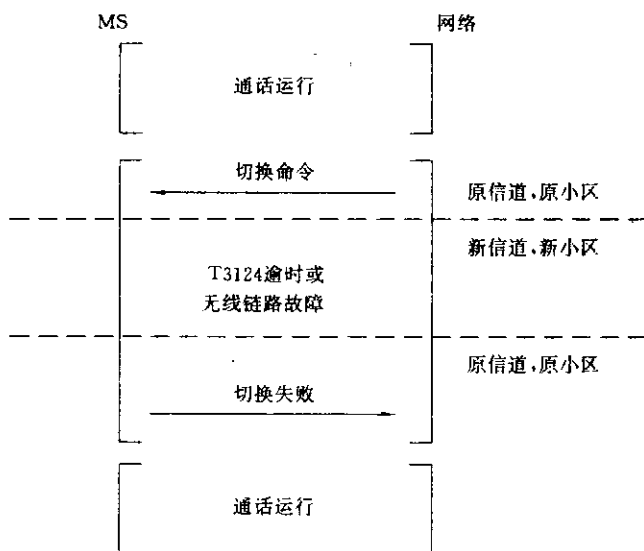 MS 网络
通话运行
切换命令
原信道,原小区
新信道,新小区
T3124逾时或
无线链路故障
原信道,原小区
切换失败
通话运行